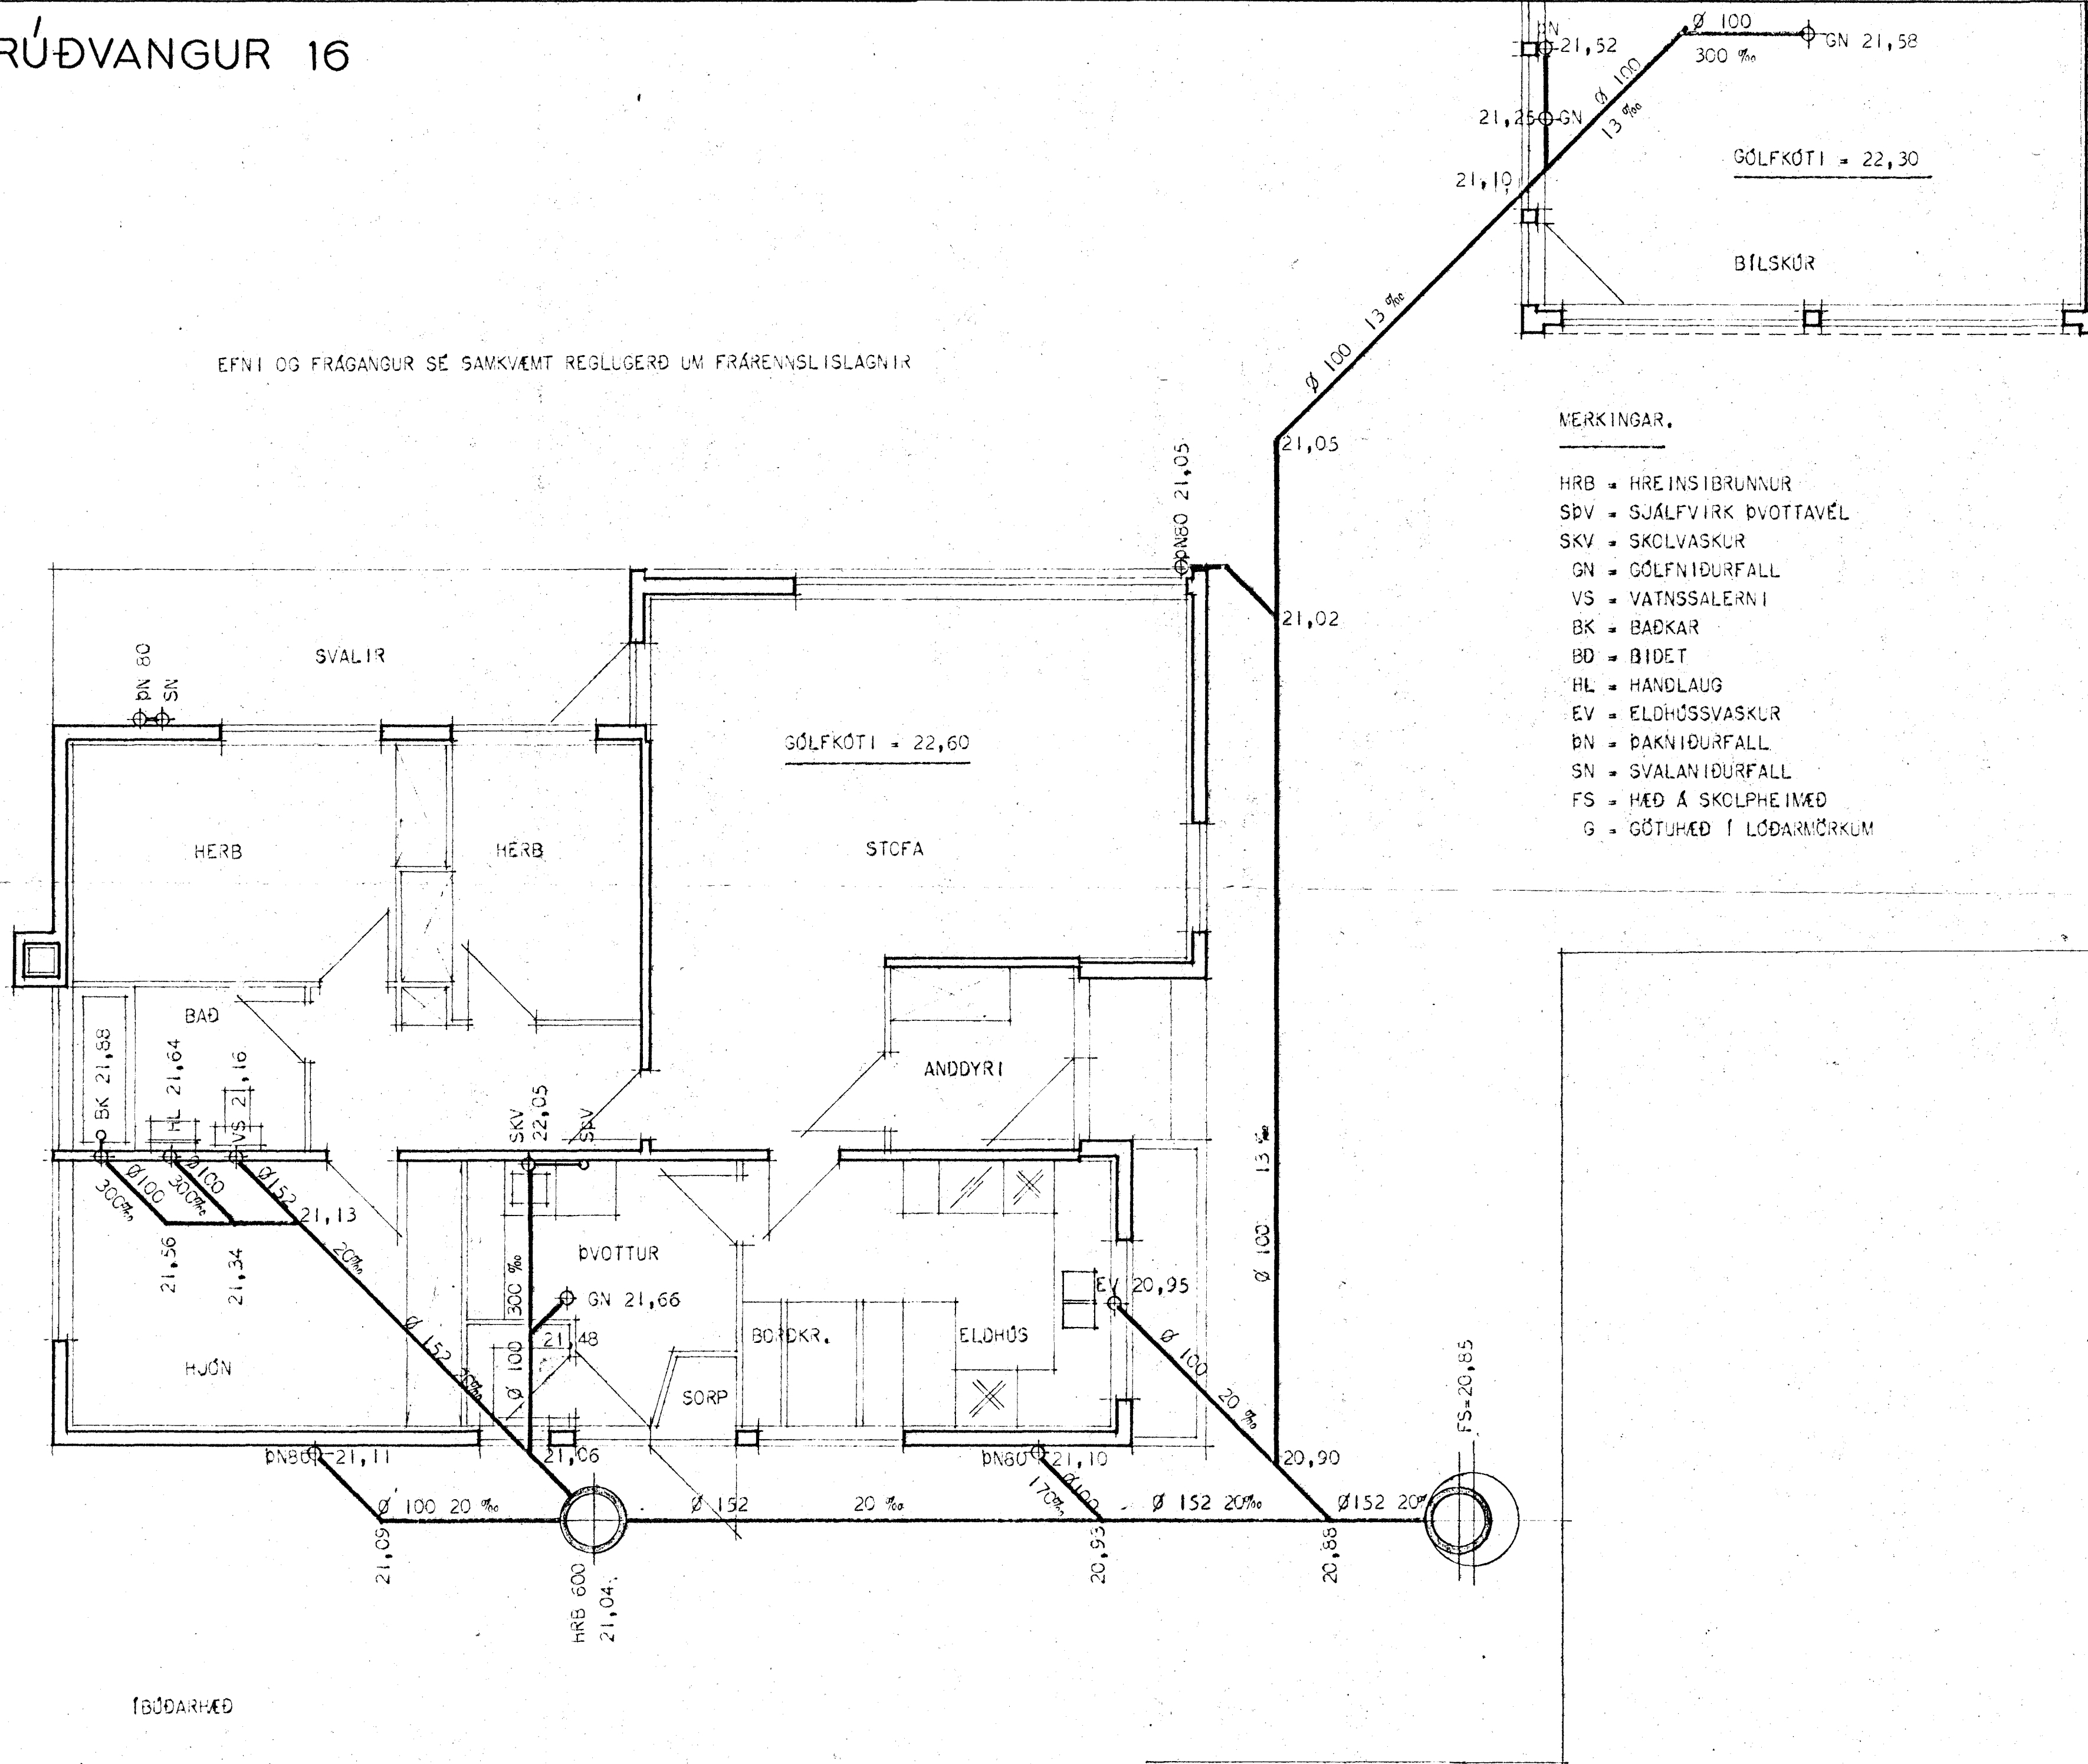 RÚÐVANGUR 16
ÞN
21,52
Ø 100
300 ‰
GN 21,58
Ø 100
13 ‰
21,25 GN
21,10
GÓLFKÓTI = 22,30
BÍLSKÚR
Ø 100 13 ‰
EFNI OG FRÁGANGUR SÉ SAMKVÆMT REGLUGERÐ UM FRÁRENNSLISLAGNIR
MERKINGAR.
HRB = HREINSIBRUNNUR
SÞV = SJÁLFVIRK ÞVOTTAVÉL
SKV = SKOLVASKUR
GN = GÓLFNIÐURFALL
VS = VATNSSALERNI
BK = BAÐKAR
BD = BIDET
HL = HANDLAUG
EV = ELDHÚSSVASKUR
ÞN = ÞAKNIÐURFALL
SN = SVALANIÐURFALL
FS = HÆÐ Á SKOLPHEIMÆÐ
G = GÖTUHÆÐ Í LÓÐARMÖRKUM
21,05
ÞN80 21,05
21,02
SVALIR
ÞN 80
SN
GÓLFKÓTI = 22,60
HERB
HERB
STOFA
BAÐ
ANDDYRI
BK 21,88
HL 21,64
VS 21,16
SKV
22,05
SÞV
Ø100
300‰
Ø100
300‰
Ø152
20‰
21,13
21,56
21,34
Ø 152 20‰
ÞVOTTUR
Ø 100 300 ‰
GN 21,66
21,48
BORÐKR.
ELDHÚS
EV 20,95
Ø 100 13 ‰
HJÓN
SORP
Ø 100 20 ‰
FS=20,85
ÞN80 21,11
21,06
ÞN80 21,10
20,90
Ø 100 20 ‰
Ø 152 20 ‰
Ø100
170‰
Ø 152 20‰
Ø152 20‰
21,09
HRB 600
21,04
20,93
20,88
ÍBÚÐARHÆÐ